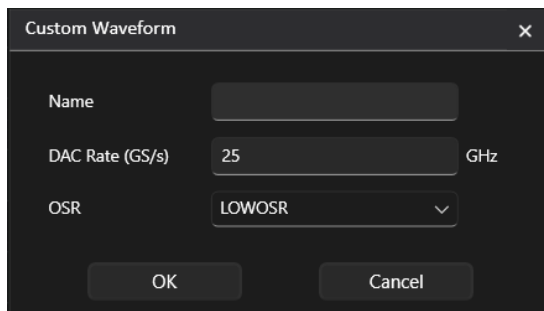 Custom Waveform
Name
DAC Rate (GS/s) 25 GHz
OSR LOWOSR
OK Cancel